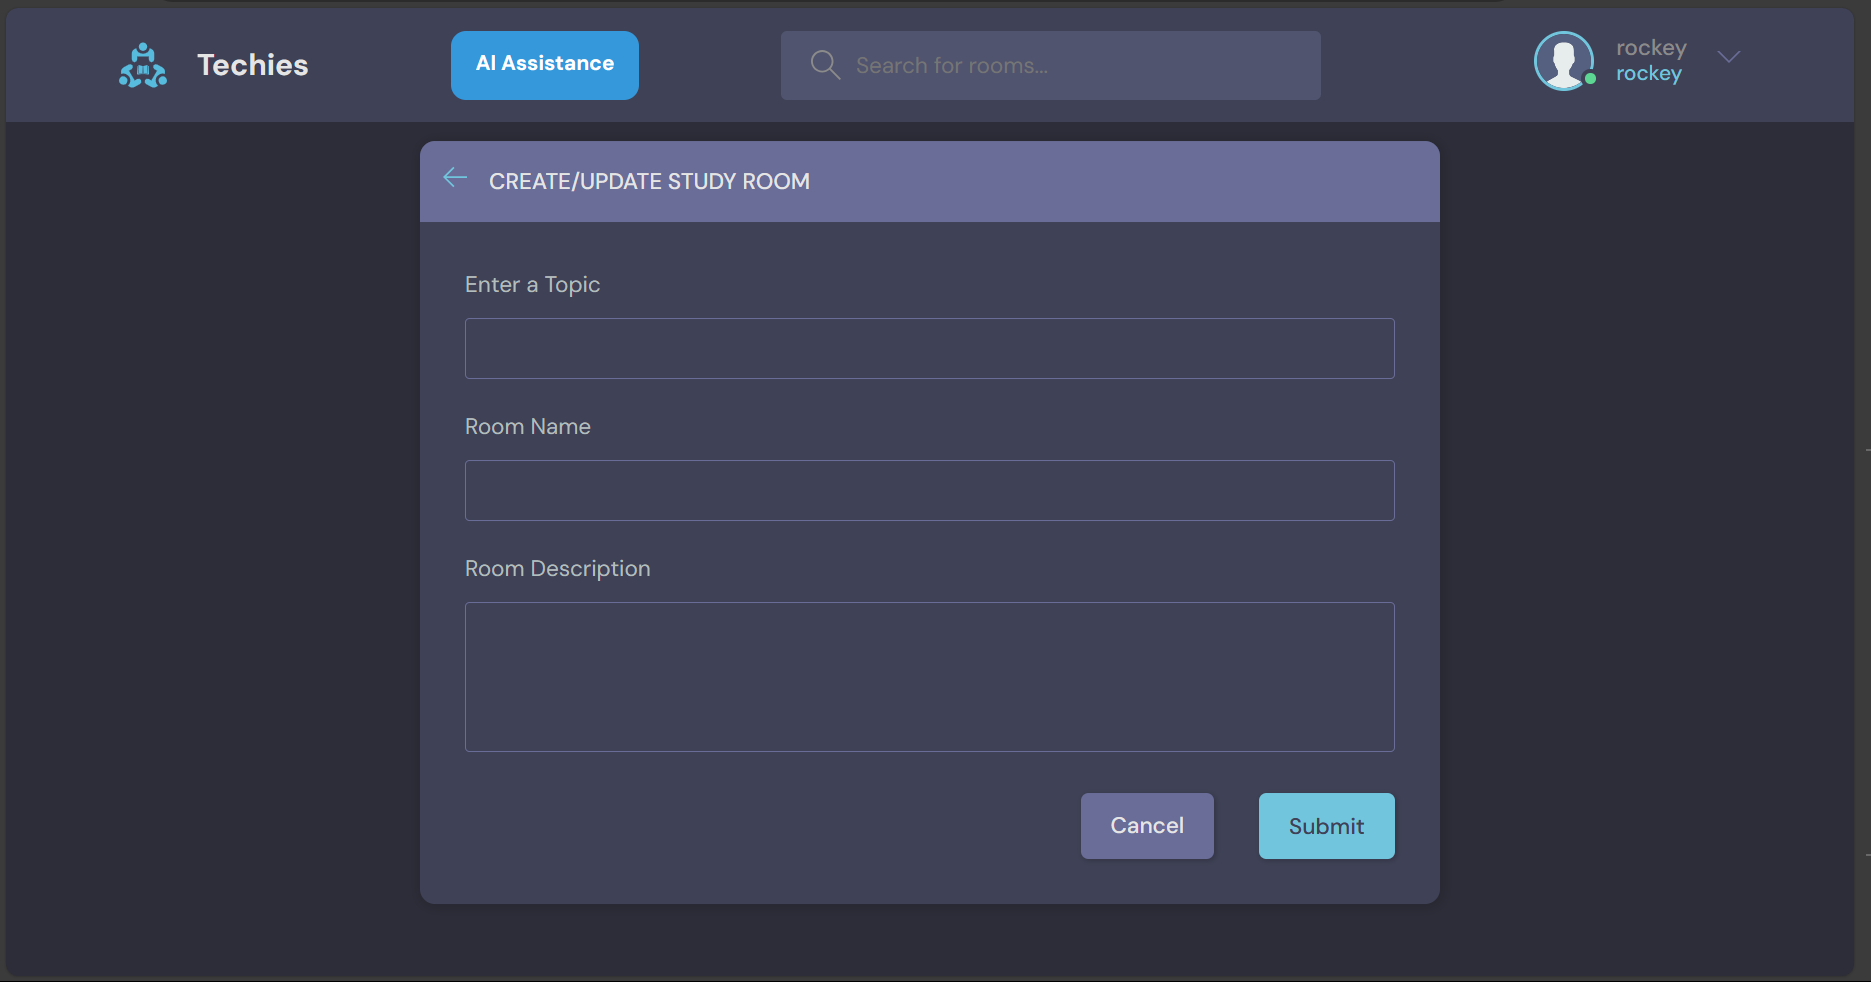 Techies
AI Assistance
Search for rooms...
rockey
rockey
CREATE/UPDATE STUDY ROOM
Enter a Topic
Room Name
Room Description
Cancel
Submit